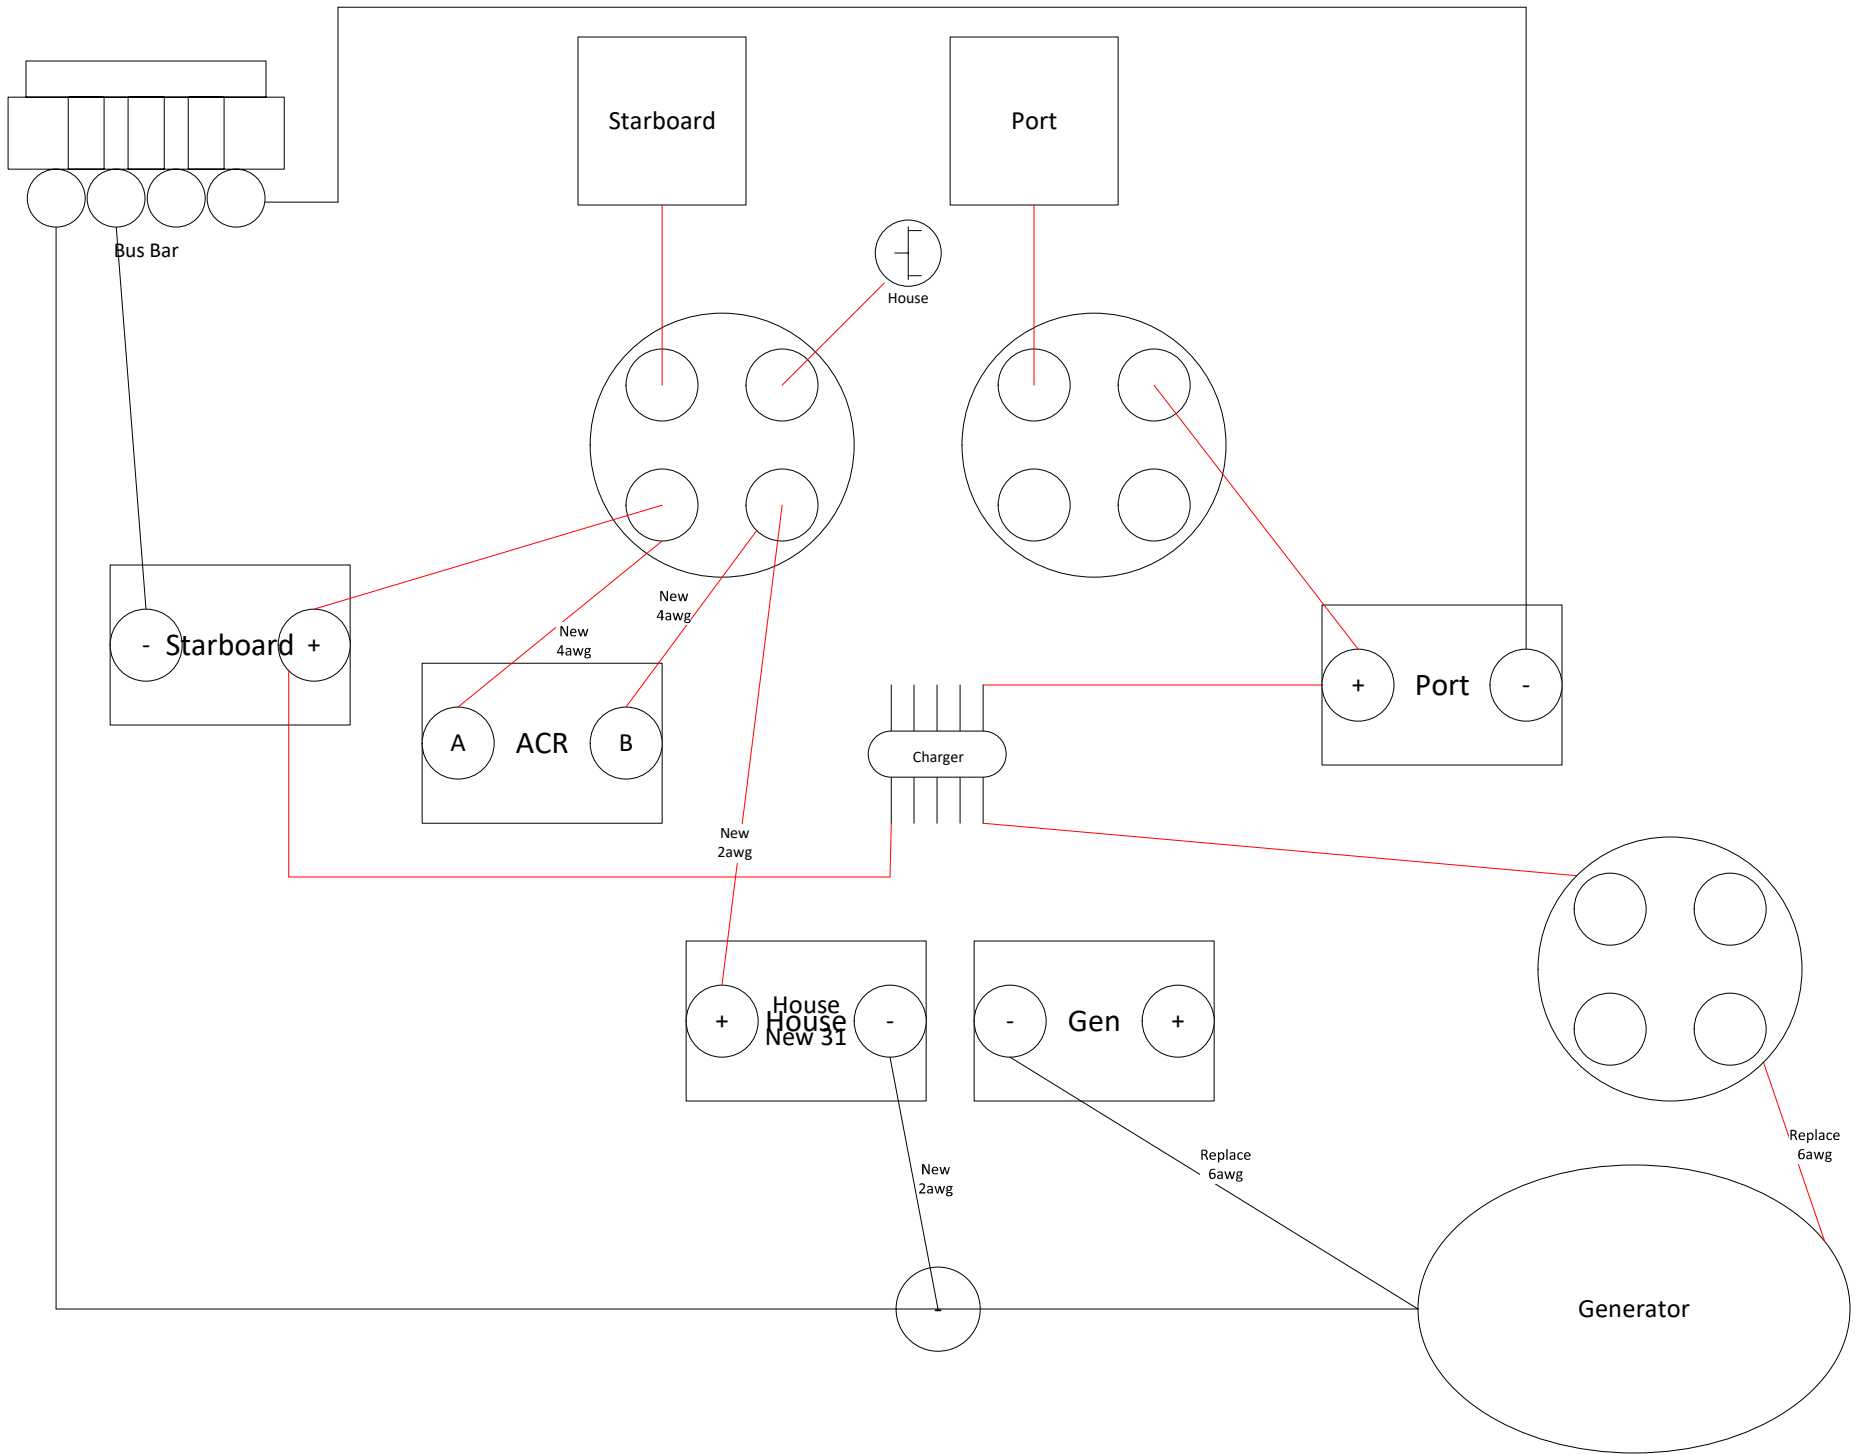 Starboard
Port
Bus Bar
House
New
4awg
New
4awg
- Starboard +
A ACR B
+ Port -
Charger
New
2awg
House
+ House -
New 31
- Gen +
Replace
6awg
Replace
6awg
New
2awg
-
Generator